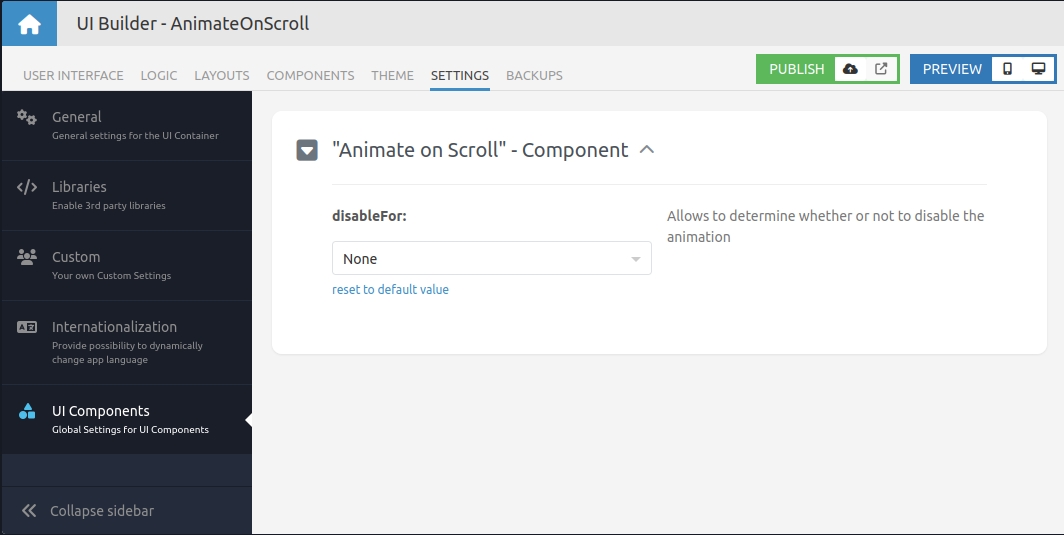 UI Builder - AnimateOnScroll
USER INTERFACE LOGIC LAYOUTS COMPONENTS THEME SETTINGS BACKUPS PUBLISH PREVIEW
General
General settings for the UI Container
Libraries
Enable 3rd party libraries
Custom
Your own Custom Settings
Internationalization
Provide possibility to dynamically
change app language
UI Components
Global Settings for UI Components
Collapse sidebar
"Animate on Scroll" - Component
disableFor:
None
reset to default value
Allows to determine whether or not to disable the
animation